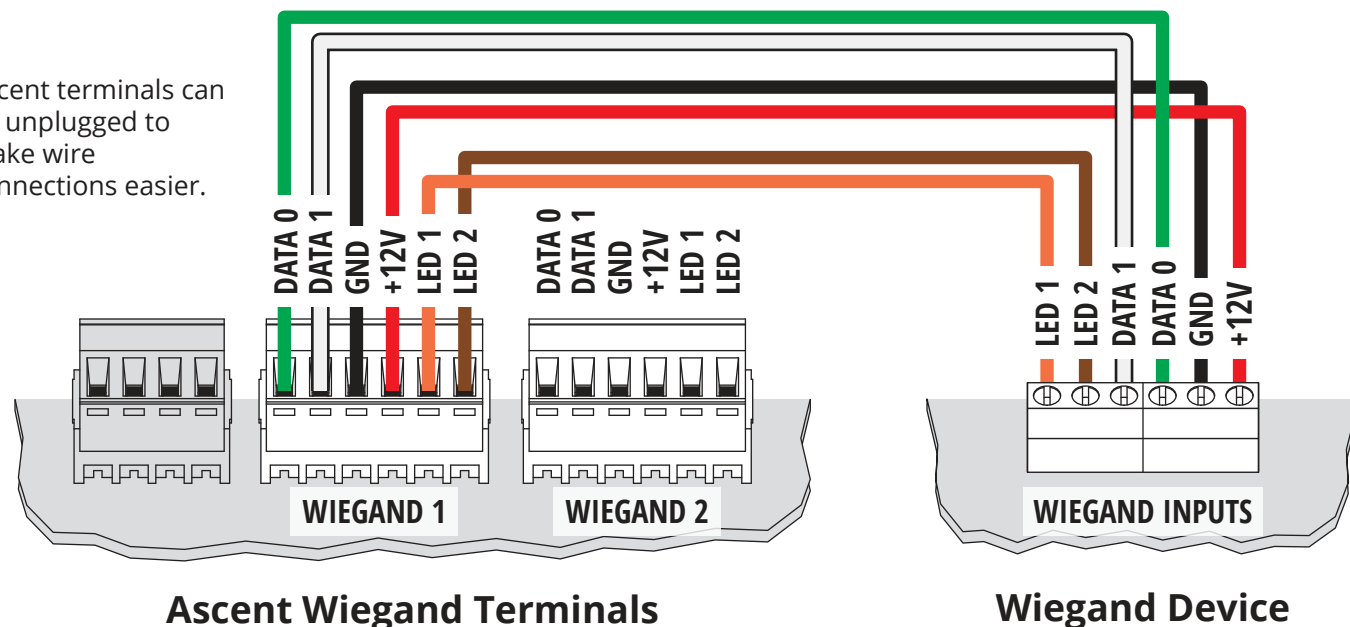 cent terminals can
unplugged to
ake wire
nnections easier.
DATA 0
DATA 1
GND
+12V
LED 1
LED 2
DATA 0
DATA 1
GND
+12V
LED 1
LED 2
LED 1
LED 2
DATA 1
DATA 0
GND
+12V
WIEGAND 1
WIEGAND 2
WIEGAND INPUTS
Ascent Wiegand Terminals
Wiegand Device